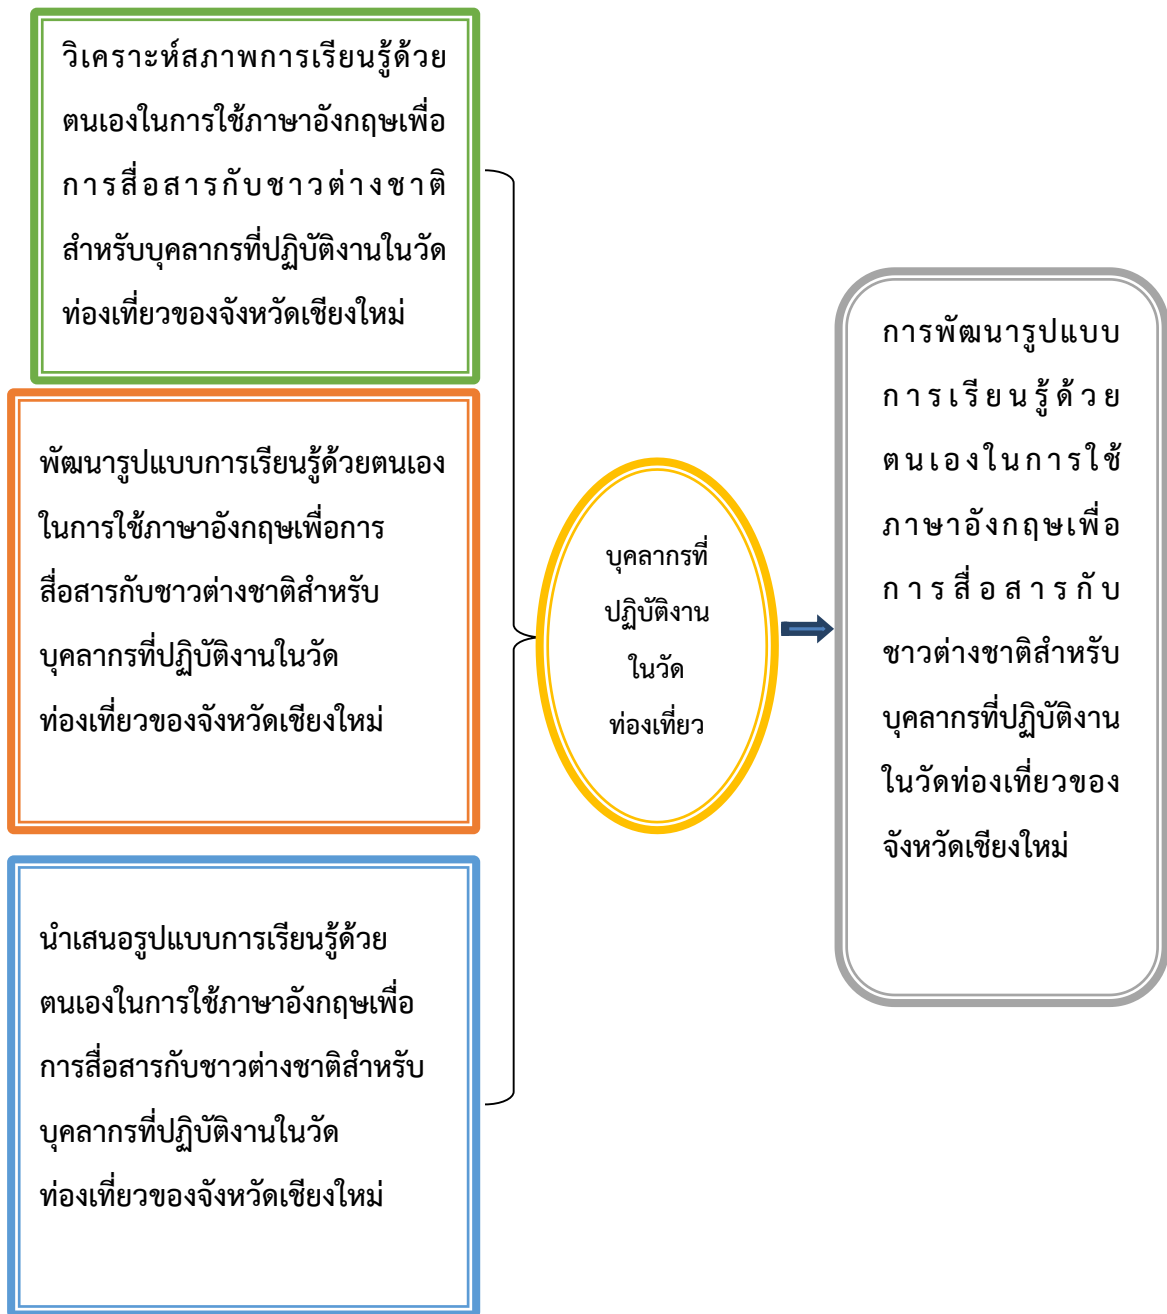 วิเคราะห์สภาพการเรียนรู้ด้วย
ตนเองในการใช้ภาษาอังกฤษเพื่อ
การสื่อสารกับชาวต่างชาติ
สำหรับบุคลากรที่ปฏิบัติงานในวัด
ท่องเที่ยวของจังหวัดเชียงใหม่
พัฒนารูปแบบการเรียนรู้ด้วยตนเอง
ในการใช้ภาษาอังกฤษเพื่อการ
สื่อสารกับชาวต่างชาติสำหรับ
บุคลากรที่ปฏิบัติงานในวัด
ท่องเที่ยวของจังหวัดเชียงใหม่
นำเสนอรูปแบบการเรียนรู้ด้วย
ตนเองในการใช้ภาษาอังกฤษเพื่อ
การสื่อสารกับชาวต่างชาติสำหรับ
บุคลากรที่ปฏิบัติงานในวัด
ท่องเที่ยวของจังหวัดเชียงใหม่
บุคลากรที่
ปฏิบัติงาน
ในวัด
ท่องเที่ยว
การพัฒนารูปแบบ
การเรียนรู้ด้วย
ตนเองในการใช้
ภาษาอังกฤษเพื่อ
การสื่อสารกับ
ชาวต่างชาติสำหรับ
บุคลากรที่ปฏิบัติงาน
ในวัดท่องเที่ยวของ
จังหวัดเชียงใหม่